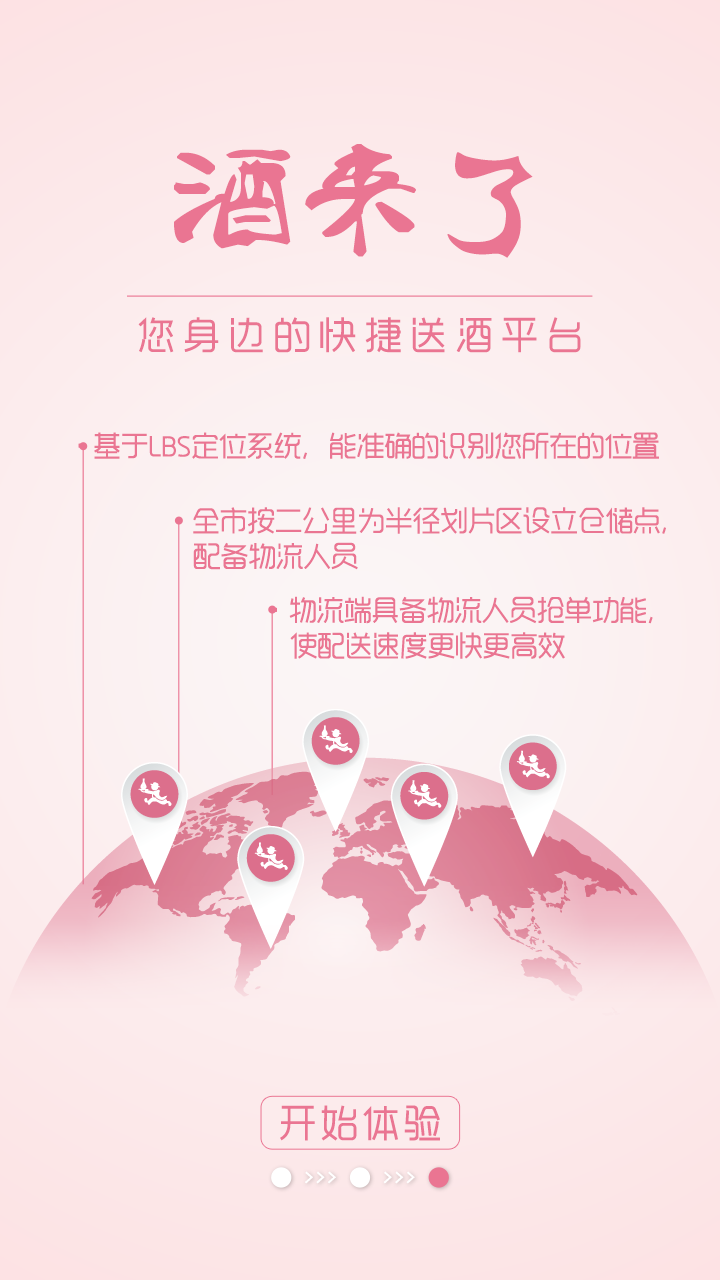 酒来了
您身边的快捷送酒平台
基于LBS定位系统，能准确的识别您所在的位置
全市按二公里为半径划片区设立仓储点，
配备物流人员
物流端具备物流人员抢单功能，
使配送速度更快更高效
开始体验